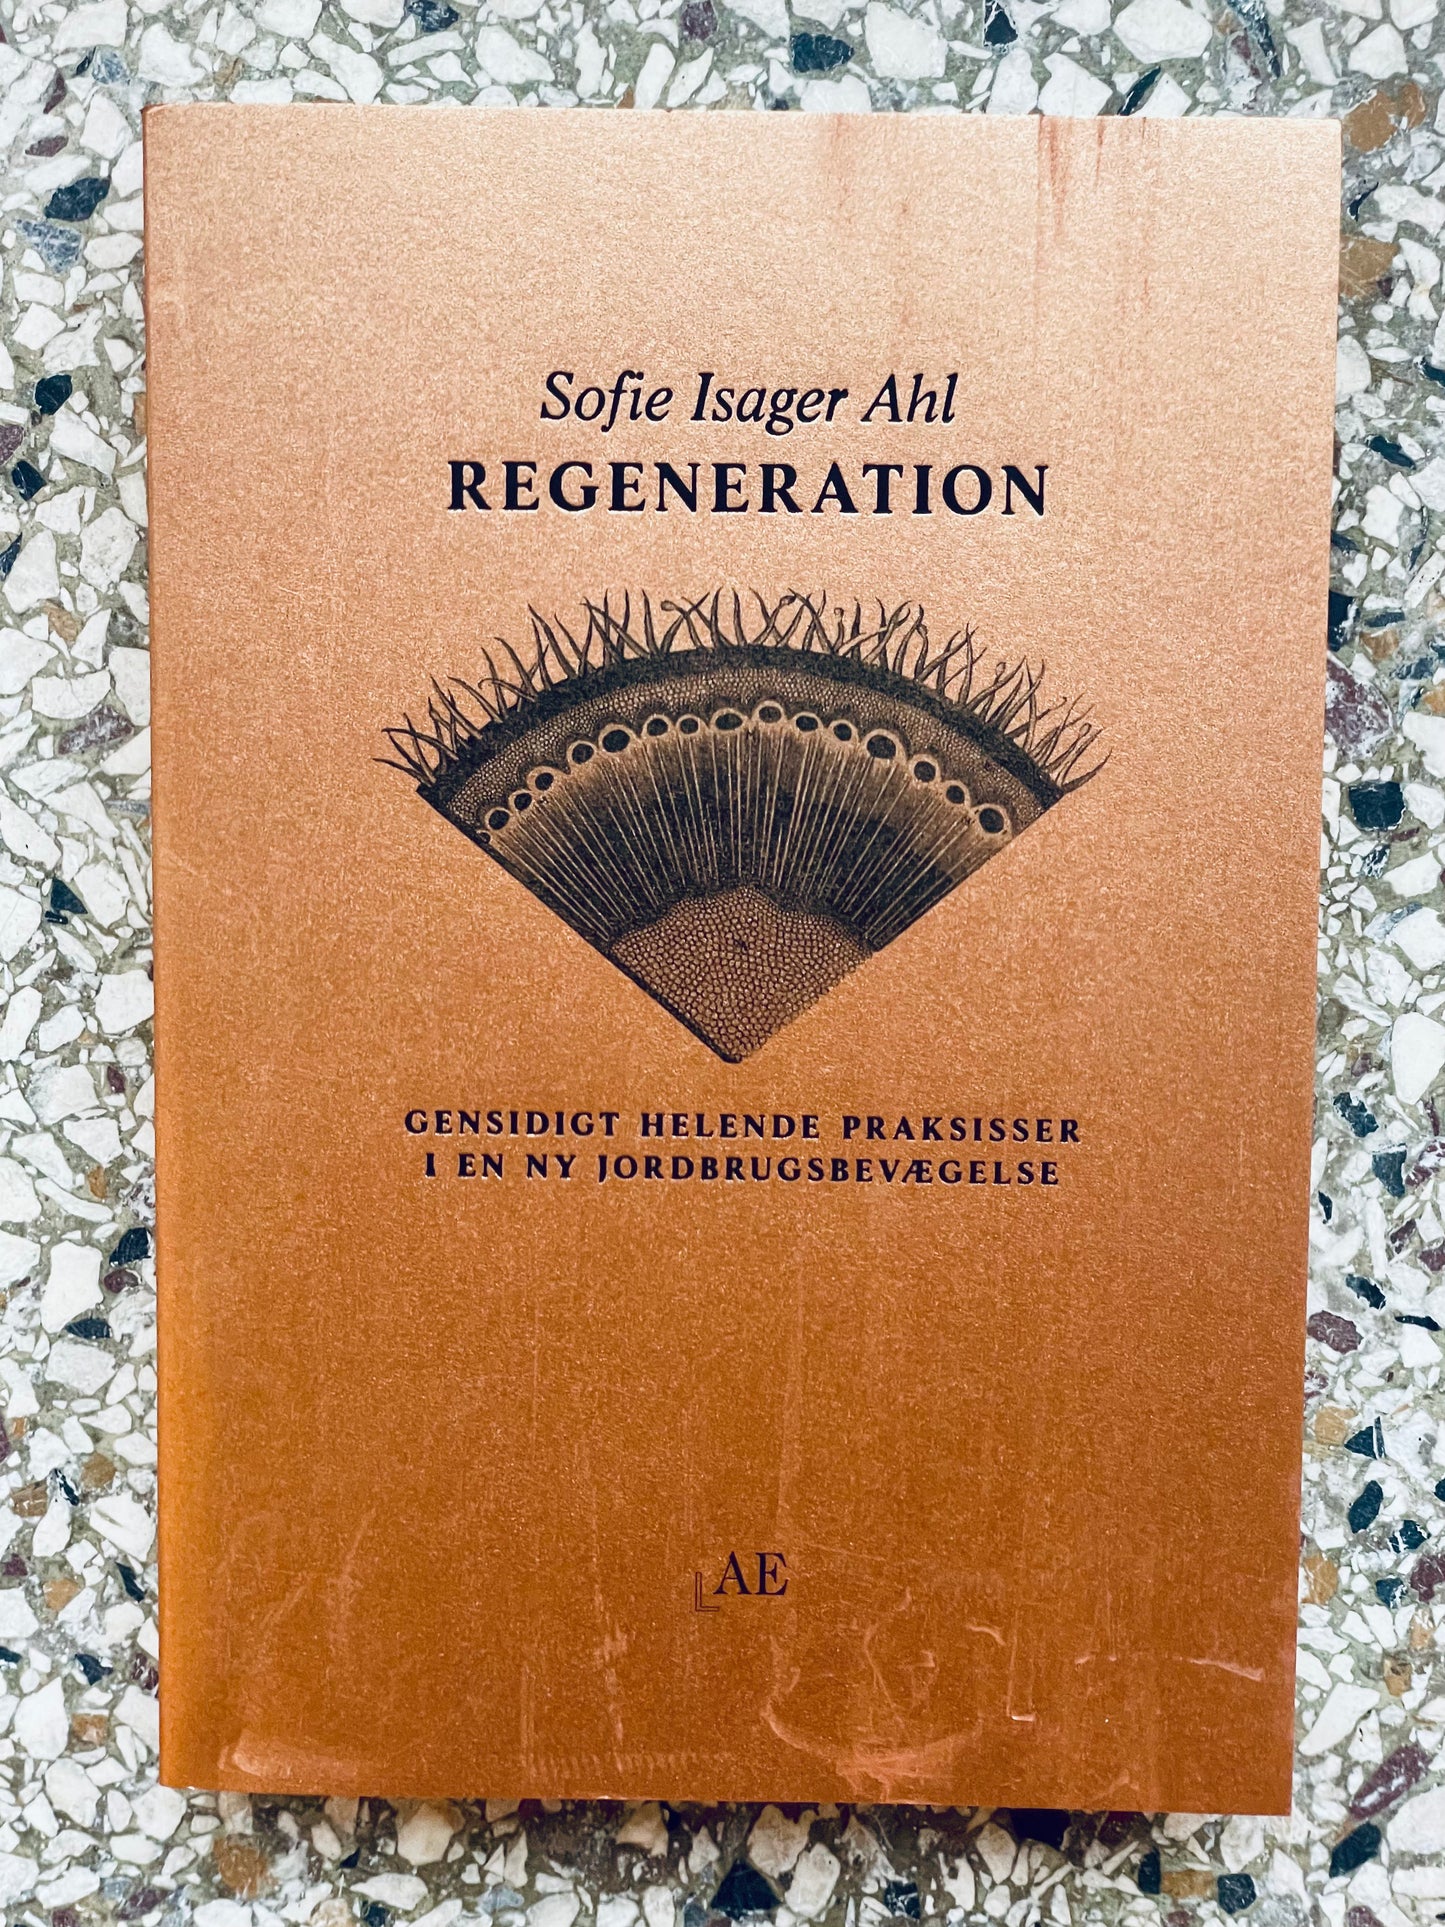 Sofie Isager Ahl
REGENERATION
GENSIDIGT HELENDE PRAKSISSER
I EN NY JORDBRUGSBEVÆGELSE
AE